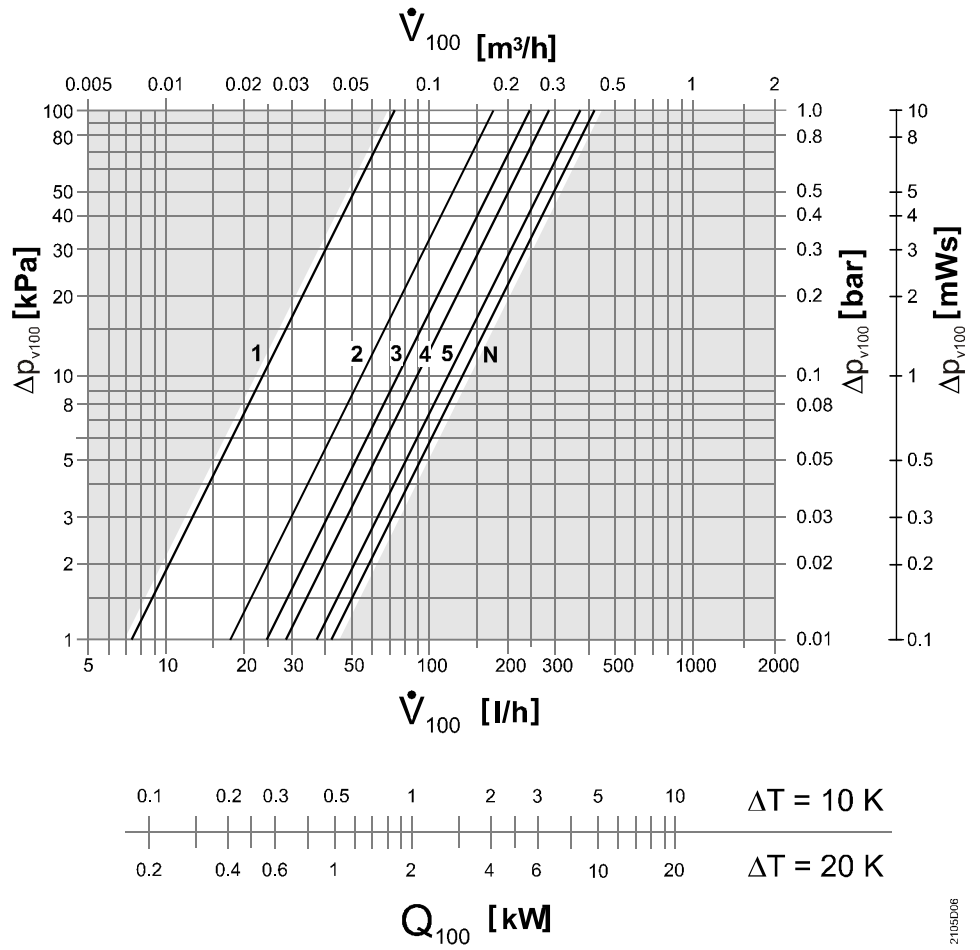 V̇100 [m³/h]
0.005 0.01 0.02 0.03 0.05 0.1 0.2 0.3 0.5 1 2
100 1.0 10
80 0.8 8
50 0.5 5
40 0.4 4
30 0.3 3
20 0.2 2
1 2 3 4 5 N
10 0.1 1
8 0.08
5 0.05 0.5
3 0.03 0.3
2 0.02 0.2
1 0.01 0.1
Δpv100 [kPa]
Δpv100 [bar]
Δpv100 [mWs]
5 10 20 30 50 100 200 300 500 1000 2000
V̇100 [l/h]
0.1 0.2 0.3 0.5 1 2 3 5 10 ΔT = 10 K
0.2 0.4 0.6 1 2 4 6 10 20 ΔT = 20 K
Q100 [kW]
2105D06